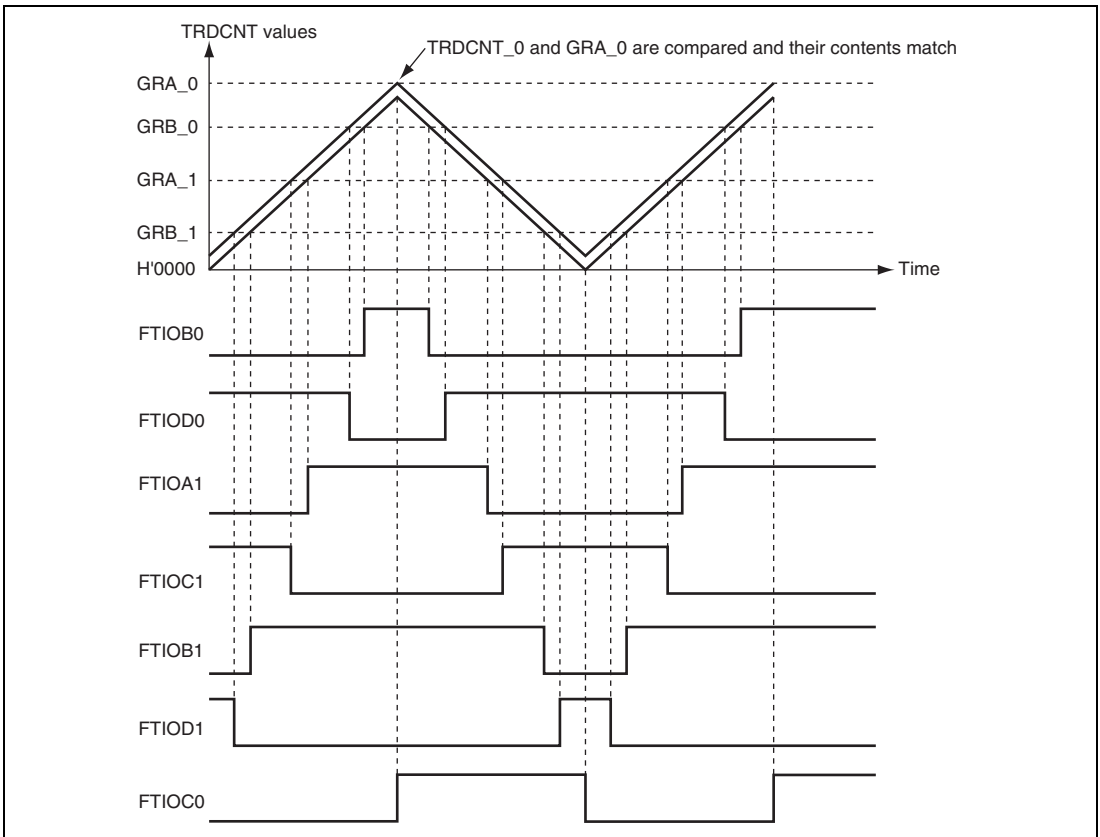 TRDCNT values
TRDCNT_0 and GRA_0 are compared and their contents match
GRA_0
GRB_0
GRA_1
GRB_1
H'0000
Time
FTIOB0
FTIOD0
FTIOA1
FTIOC1
FTIOB1
FTIOD1
FTIOC0